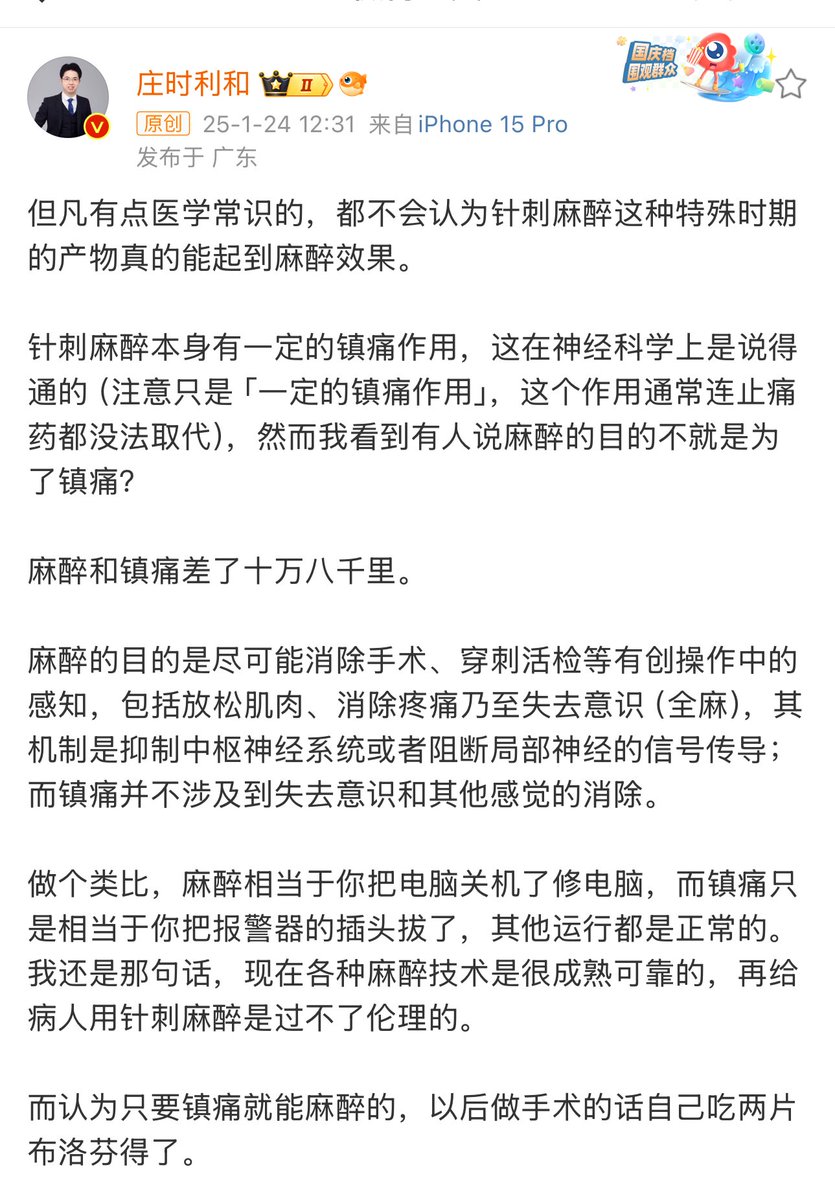 庄时利和 II
国庆档
围观群众
V
原创 25-1-24 12:31 来自 iPhone 15 Pro
发布于 广东
但凡有点医学常识的，都不会认为针刺麻醉这种特殊时期
的产物真的能起到麻醉效果。
针刺麻醉本身有一定的镇痛作用，这在神经科学上是说得
通的（注意只是「一定的镇痛作用」，这个作用通常连止痛
药都没法取代），然而我看到有人说麻醉的目的不就是为
了镇痛？
麻醉和镇痛差了十万八千里。
麻醉的目的是尽可能消除手术、穿刺活检等有创操作中的
感知，包括放松肌肉、消除疼痛乃至失去意识（全麻），其
机制是抑制中枢神经系统或者阻断局部神经的信号传导；
而镇痛并不涉及到失去意识和其他感觉的消除。
做个类比，麻醉相当于你把电脑关机了修电脑，而镇痛只
是相当于你把报警器的插头拔了，其他运行都是正常的。
我还是那句话，现在各种麻醉技术是很成熟可靠的，再给
病人用针刺麻醉是过不了伦理的。
而认为只要镇痛就能麻醉的，以后做手术的话自己吃两片
布洛芬得了。